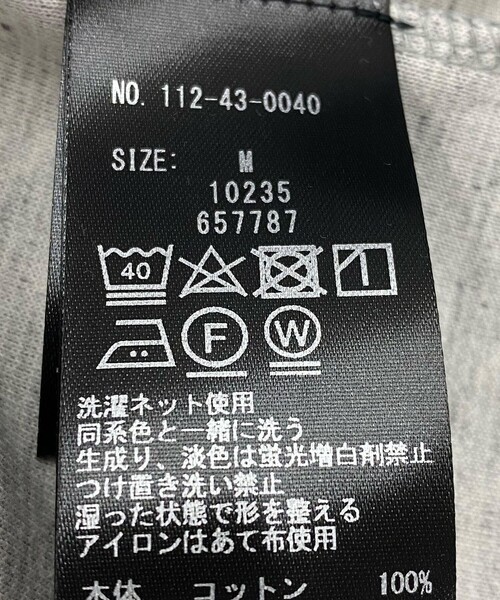 NO. 112-43-0040
SIZE: M
10235
657787
40
F W
洗濯ネット使用
同系色と一緒に洗う
生成り、淡色は蛍光増白剤禁止
つけ置き洗い禁止
湿った状態で形を整える
アイロンはあて布使用
本体 コットン 100%